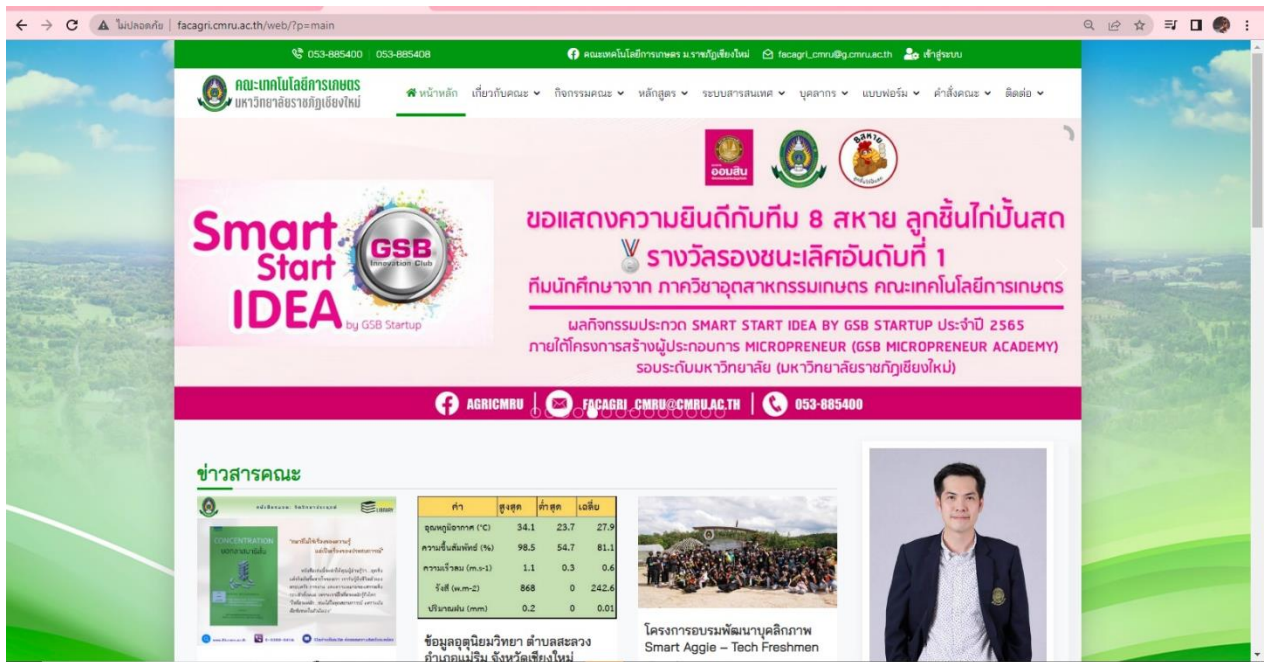 ไม่ปลอดภัย facagri.cmru.ac.th/web/?p=main
053-885400 053-885408
คณะเทคโนโลยีการเกษตร ม.ราชภัฏเชียงใหม่ facagri_cmru@g.cmru.ac.th เข้าสู่ระบบ
คณะเทคโนโลยีการเกษตร
มหาวิทยาลัยราชภัฏเชียงใหม่
หน้าหลัก เกี่ยวกับคณะ กิจกรรมคณะ หลักสูตร ระบบสารสนเทศ บุคลากร แบบฟอร์ม คำสั่งคณะ ติดต่อ
ออมสิน
8สหาย
Smart
Start
IDEA
by GSB Startup
GSB
Innovation Club
ขอแสดงความยินดีกับทีม 8 สหาย ลูกชิ้นไก่ปั้นสด
รางวัลรองชนะเลิศอันดับที่ 1
ทีมนักศึกษาจาก ภาควิชาอุตสาหกรรมเกษตร คณะเทคโนโลยีการเกษตร
ผลกิจกรรมประกวด SMART START IDEA BY GSB STARTUP ประจำปี 2565
ภายใต้โครงการสร้างผู้ประกอบการ MICROPRENEUR (GSB MICROPRENEUR ACADEMY)
รอบระดับมหาวิทยาลัย (มหาวิทยาลัยราชภัฏเชียงใหม่)
AGRICMRU FACAGRI_CMRU@CMRU.AC.TH 053-885400
ข่าวสารคณะ
CONCENTRATION
ค่า สูงสุด ต่ำสุด เฉลี่ย
อุณหภูมิอากาศ (°C) 34.1 23.7 27.9
ความชื้นสัมพัทธ์ (%) 98.5 54.7 81.1
ความเร็วลม (m.s-1) 1.1 0.3 0.6
รังสี (w.m-2) 868 0 242.6
ปริมาณฝน (mm) 0.2 0 0.01
ข้อมูลอุตุนิยมวิทยา ตำบลสะลวง
อำเภอแม่ริม จังหวัดเชียงใหม่
โครงการอบรมพัฒนาบุคลิกภาพ
Smart Aggie – Tech Freshmen